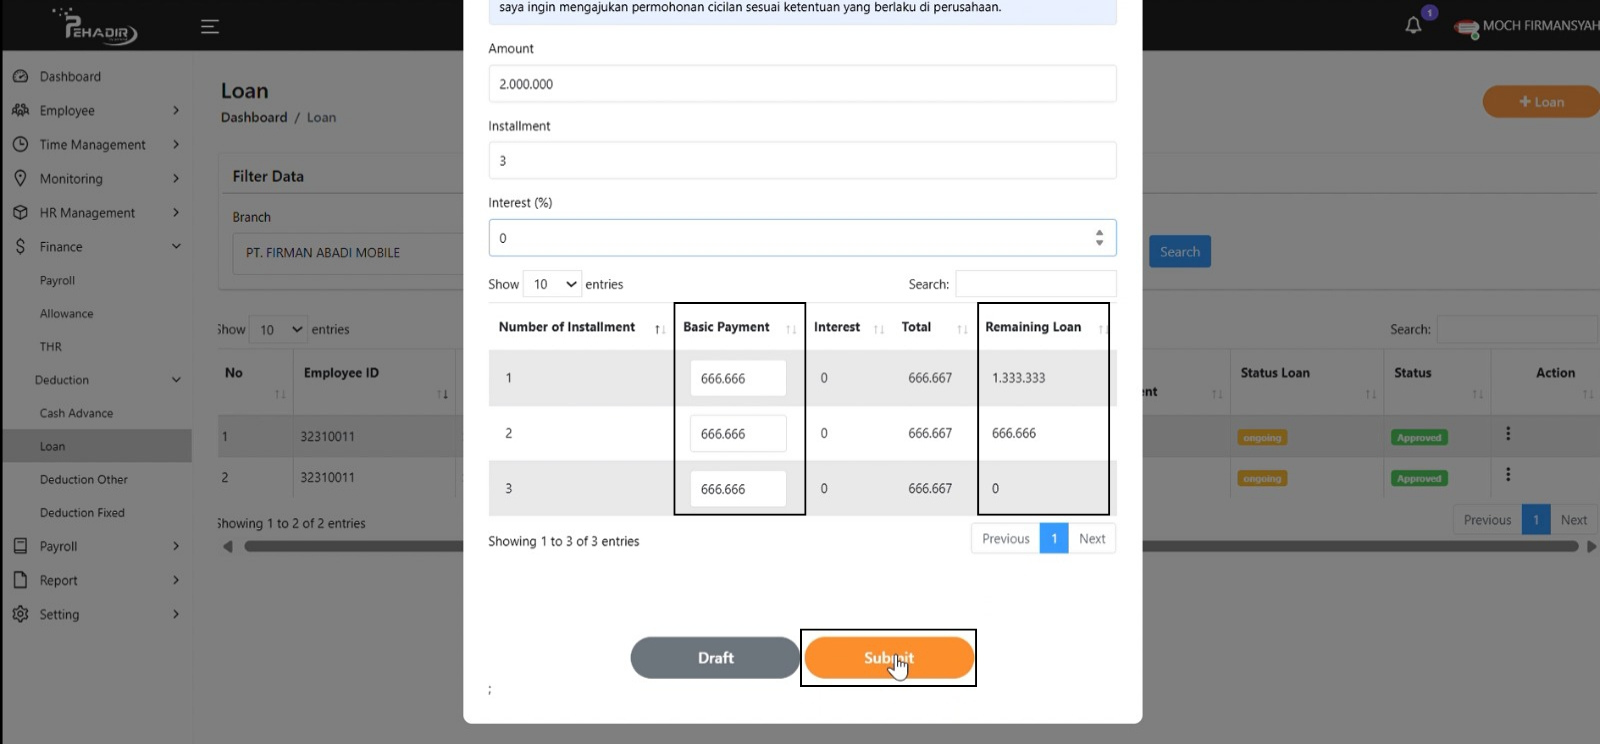 PEHADIR
1
MOCH FIRMANSYAH
Dashboard
Employee
Time Management
Monitoring
HR Management
Finance
Payroll
Allowance
THR
Deduction
Cash Advance
Loan
Deduction Other
Deduction Fixed
Payroll
Report
Setting
Loan
Dashboard / Loan
+ Loan
Filter Data
Branch
PT. FIRMAN ABADI MOBILE
Search
Show 10 entries
Search:
No Employee ID Status Loan Status Action
1 32310011 ongoing Approved
2 32310011 ongoing Approved
Showing 1 to 2 of 2 entries
Previous 1 Next
saya ingin mengajukan permohonan cicilan sesuai ketentuan yang berlaku di perusahaan.
Amount
2.000.000
Installment
3
Interest (%)
0
Show 10 entries Search:
Number of Installment Basic Payment Interest Total Remaining Loan
1 666.666 0 666.667 1.333.333
2 666.666 0 666.667 666.666
3 666.666 0 666.667 0
Showing 1 to 3 of 3 entries
Previous 1 Next
Draft Submit
;